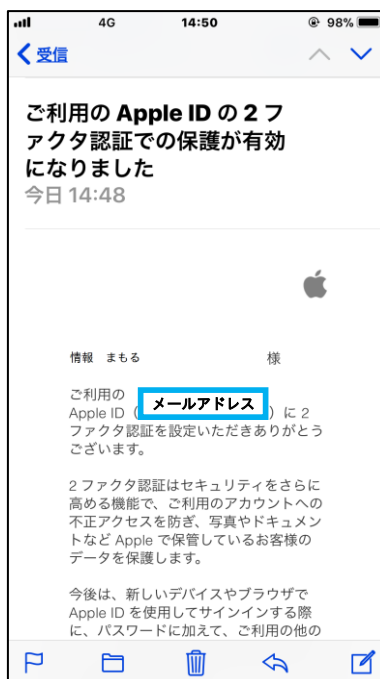 4G 14:50 98%
受信
ご利用の Apple ID の 2 フ
ァクタ認証での保護が有効
になりました
今日 14:48
情報 まもる 様
ご利用の
Apple ID（メールアドレス）に 2
ファクタ認証を設定いただきありがとう
ございます。
2 ファクタ認証はセキュリティをさらに
高める機能で、ご利用のアカウントへの
不正アクセスを防ぎ、写真やドキュメン
トなど Apple で保管しているお客様の
データを保護します。
今後は、新しいデバイスやブラウザで
Apple ID を使用してサインインする際
に、パスワードに加えて、ご利用の他の